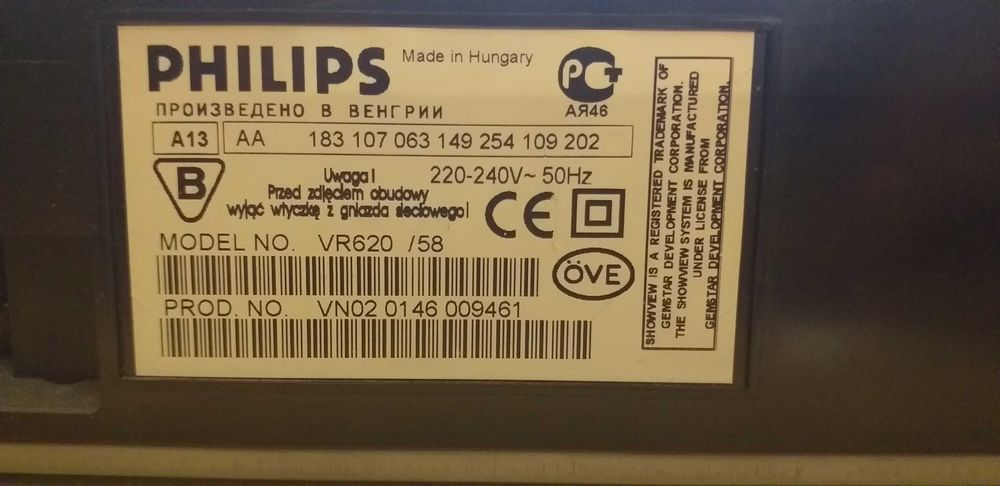 PHILIPS
Made in Hungary
РСТ
АЯ46
ПРОИЗВЕДЕНО В ВЕНГРИИ
A13 AA 183 107 063 149 254 109 202
B
Uwaga!
Przed zdjęciem obudowy
wyjąć wtyczkę z gniazda sieciowego!
220-240V~ 50Hz
CE
MODEL NO. VR620 /58
ÖVE
PROD. NO. VN02 0146 009461
SHOWVIEW IS A REGISTERED TRADEMARK OF
GEMSTAR DEVELOPMENT CORPORATION.
THE SHOWVIEW SYSTEM IS MANUFACTURED
UNDER LICENSE FROM
GEMSTAR DEVELOPMENT CORPORATION.